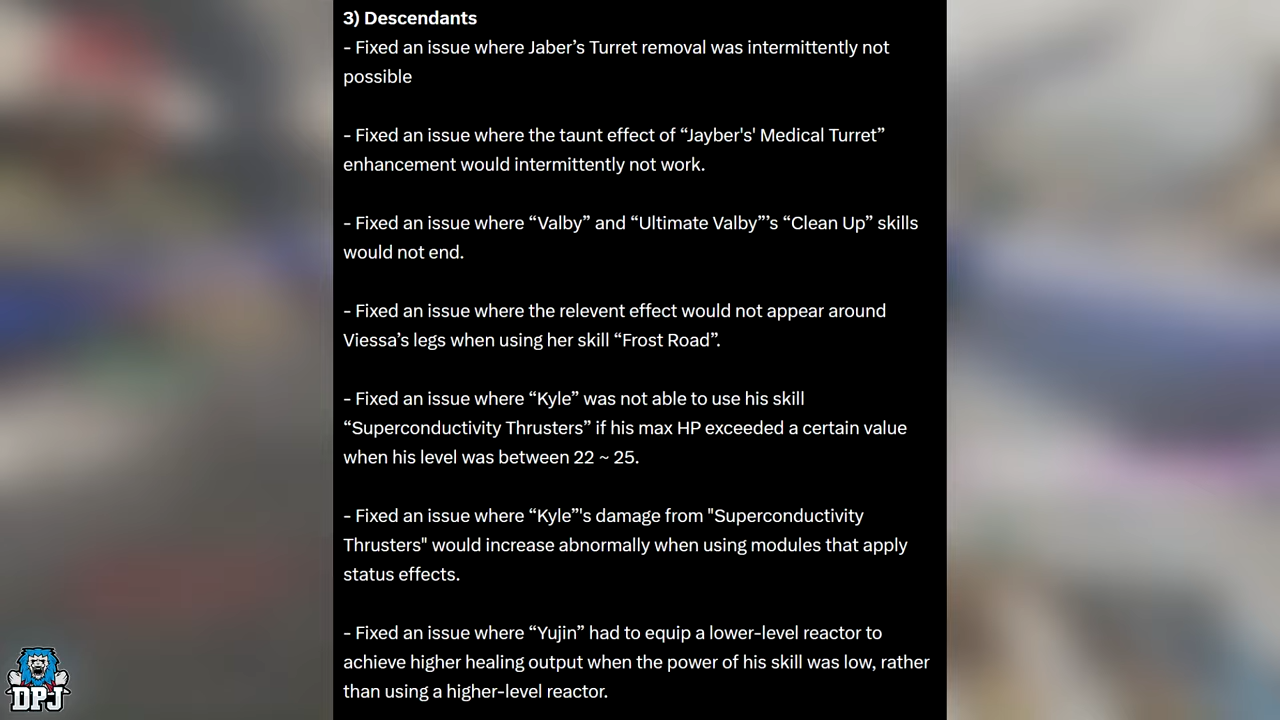 3) Descendants
- Fixed an issue where Jaber’s Turret removal was intermittently not
possible
- Fixed an issue where the taunt effect of “Jayber's' Medical Turret”
enhancement would intermittently not work.
- Fixed an issue where “Valby” and “Ultimate Valby”’s “Clean Up” skills
would not end.
- Fixed an issue where the relevent effect would not appear around
Viessa’s legs when using her skill “Frost Road”.
- Fixed an issue where “Kyle” was not able to use his skill
“Superconductivity Thrusters” if his max HP exceeded a certain value
when his level was between 22 ~ 25.
- Fixed an issue where “Kyle”'s damage from "Superconductivity
Thrusters" would increase abnormally when using modules that apply
status effects.
- Fixed an issue where “Yujin” had to equip a lower-level reactor to
achieve higher healing output when the power of his skill was low, rather
than using a higher-level reactor.
DPJ